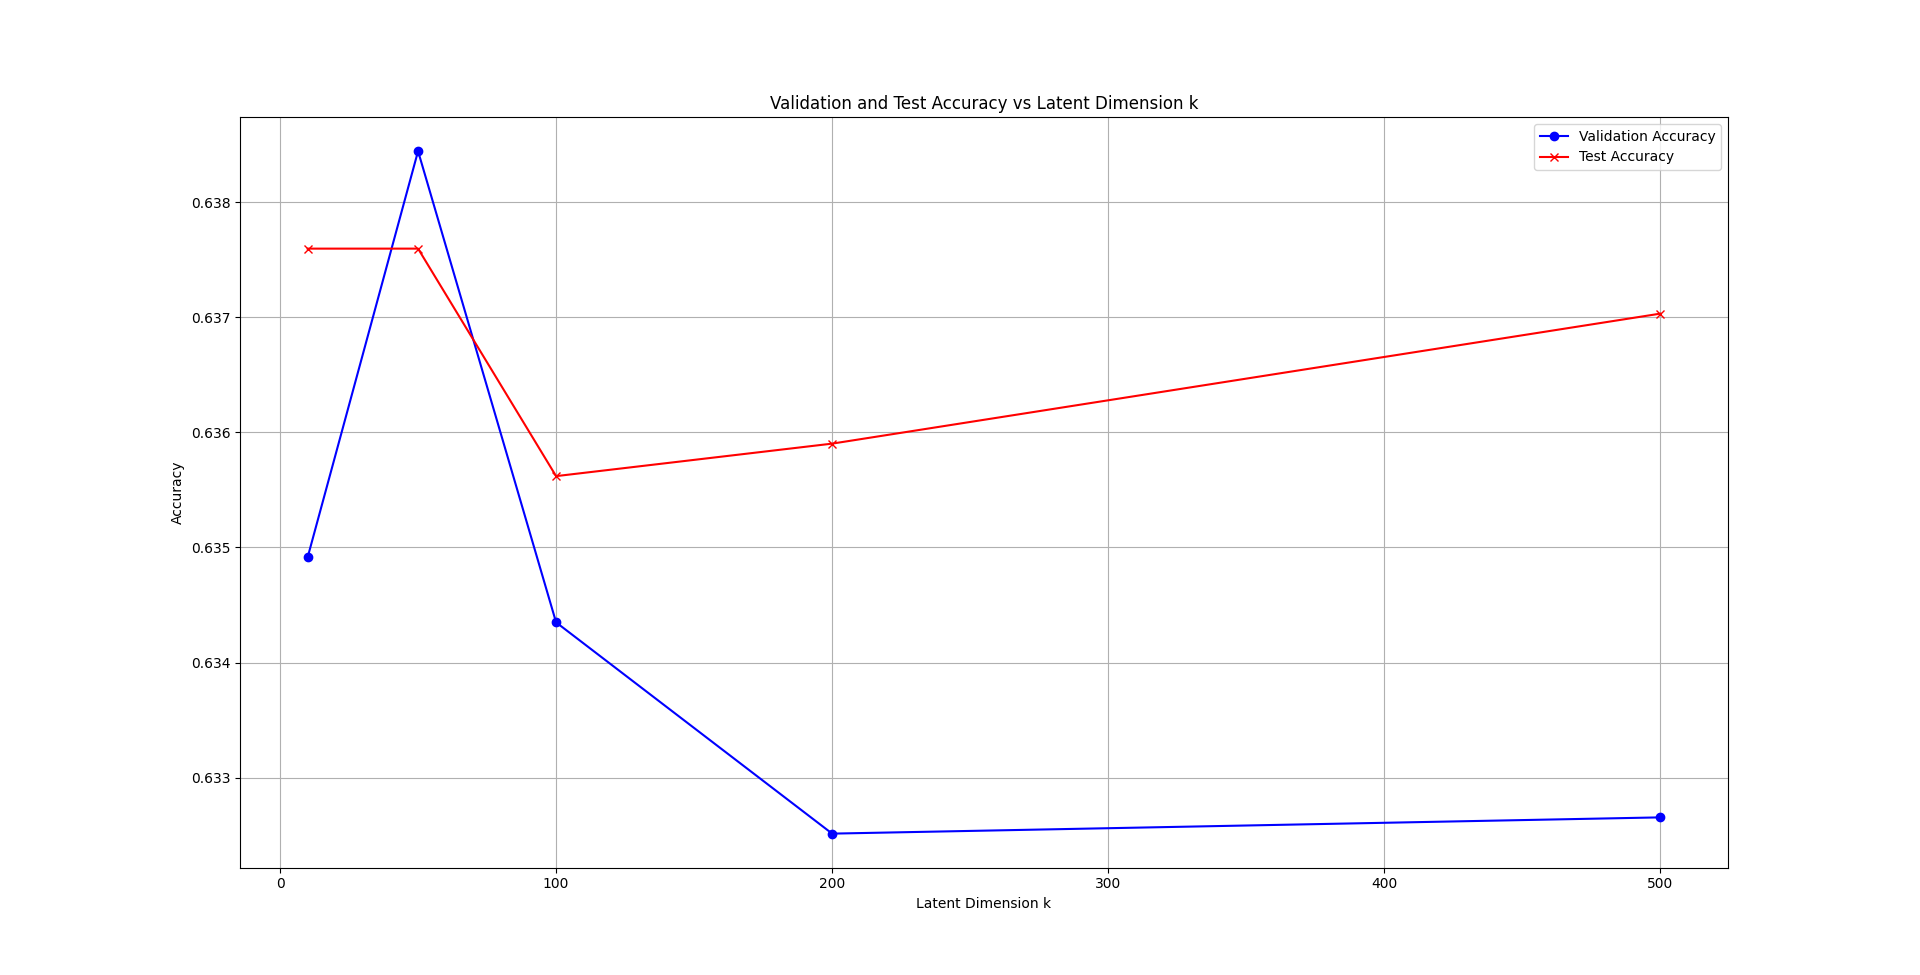 Validation and Test Accuracy vs Latent Dimension k
Validation Accuracy
Test Accuracy
0.638
0.637
0.636
0.635
0.634
0.633
Accuracy
0 100 200 300 400 500
Latent Dimension k